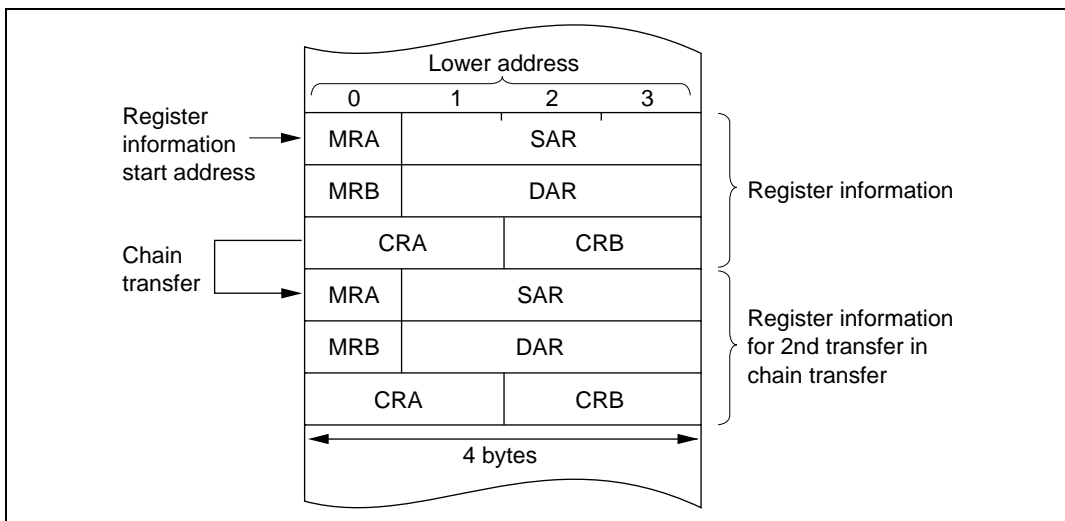 Lower address
0 1 2 3
Register
information
start address
MRA SAR
MRB DAR
Register information
CRA CRB
Chain
transfer
MRA SAR
MRB DAR
Register information
for 2nd transfer in
chain transfer
CRA CRB
4 bytes